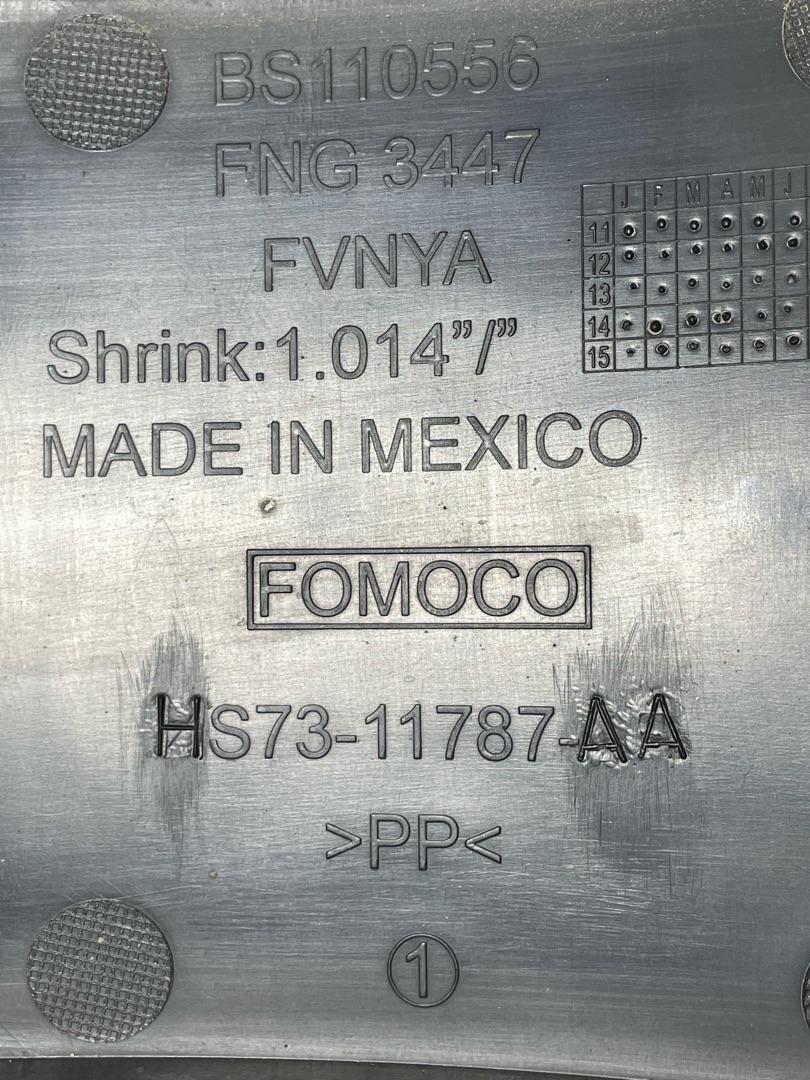 BS110556
FNG 3447
FVNYA
J F M A M J
11
12
13
14
15
Shrink:1.014”/”
MADE IN MEXICO
FOMOCO
HS73-11787-AA
>PP<
1